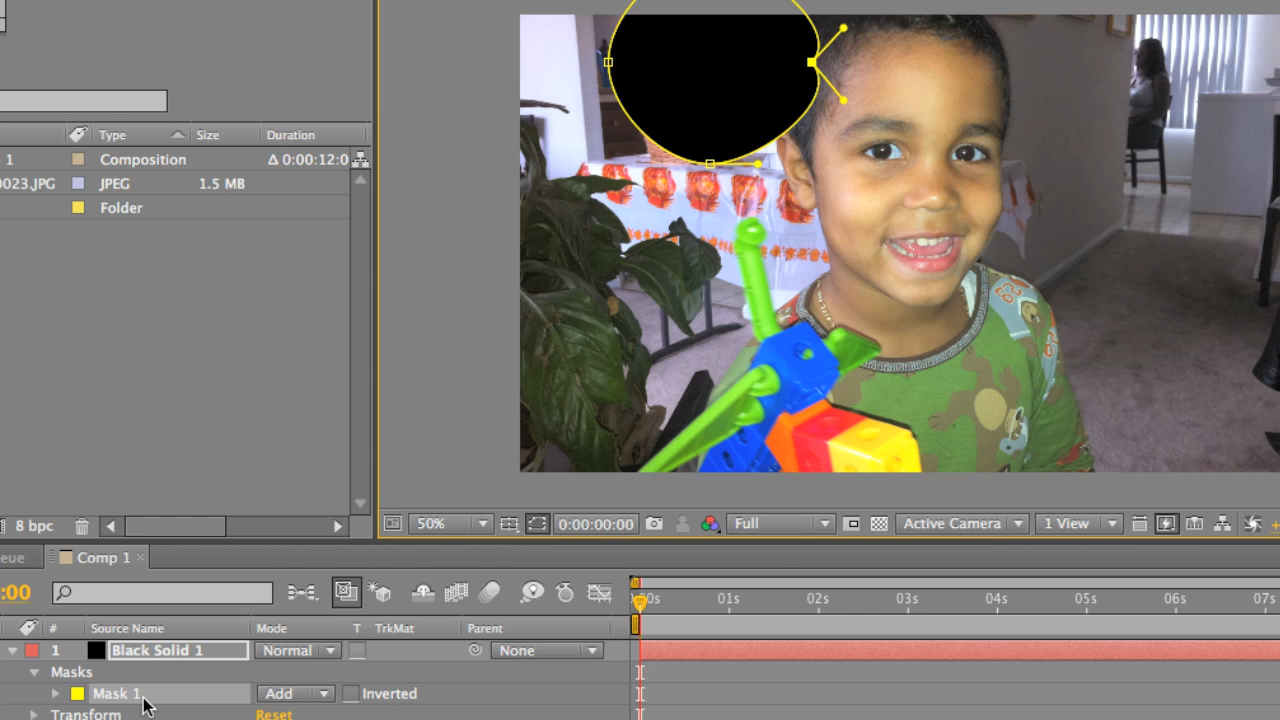 Type Size Duration
1 Composition Δ 0:00:12:0
0023.JPG JPEG 1.5 MB
Folder
8 bpc
50% 0:00:00:00 Full Active Camera 1 View
eue Comp 1 ×
:00
00s 01s 02s 03s 04s 05s 06s 07s
# Source Name Mode T TrkMat Parent
1 Black Solid 1 Normal None
Masks
Mask 1 Add Inverted
Transform Reset